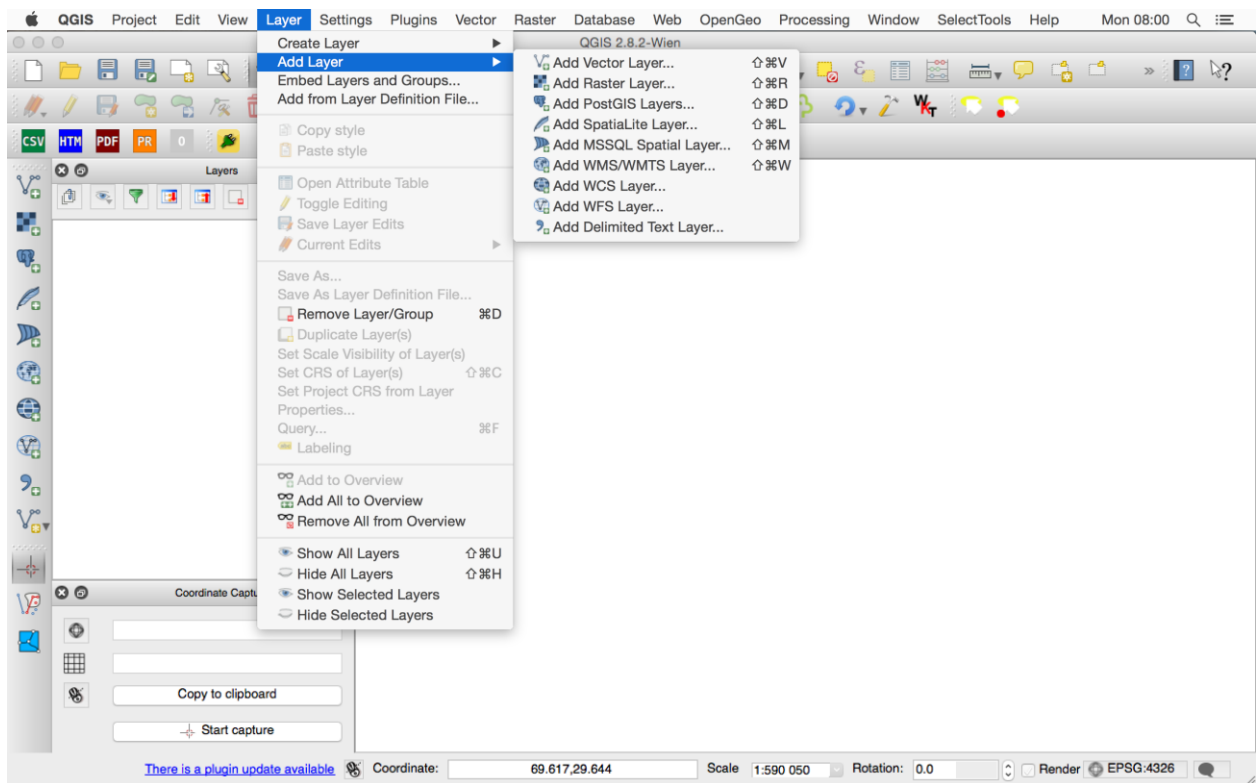 QGIS Project Edit View Layer Settings Plugins Vector Raster Database Web OpenGeo Processing Window SelectTools Help Mon 08:00
QGIS 2.8.2-Wien
Create Layer
Add Layer
Embed Layers and Groups...
Add from Layer Definition File...
Copy style
Paste style
Open Attribute Table
Toggle Editing
Save Layer Edits
Current Edits
Save As...
Save As Layer Definition File...
Remove Layer/Group ⌘D
Duplicate Layer(s)
Set Scale Visibility of Layer(s)
Set CRS of Layer(s) ⇧⌘C
Set Project CRS from Layer
Properties...
Query... ⌘F
Labeling
Add to Overview
Add All to Overview
Remove All from Overview
Show All Layers ⇧⌘U
Hide All Layers ⇧⌘H
Show Selected Layers
Hide Selected Layers
Add Vector Layer... ⇧⌘V
Add Raster Layer... ⇧⌘R
Add PostGIS Layers... ⇧⌘D
Add SpatiaLite Layer... ⇧⌘L
Add MSSQL Spatial Layer... ⇧⌘M
Add WMS/WMTS Layer... ⇧⌘W
Add WCS Layer...
Add WFS Layer...
Add Delimited Text Layer...
CSV HTM PDF PR 0
Layers
Coordinate Captu
Copy to clipboard
Start capture
There is a plugin update available Coordinate: 69.617,29.644 Scale 1:590 050 Rotation: 0.0 Render EPSG:4326